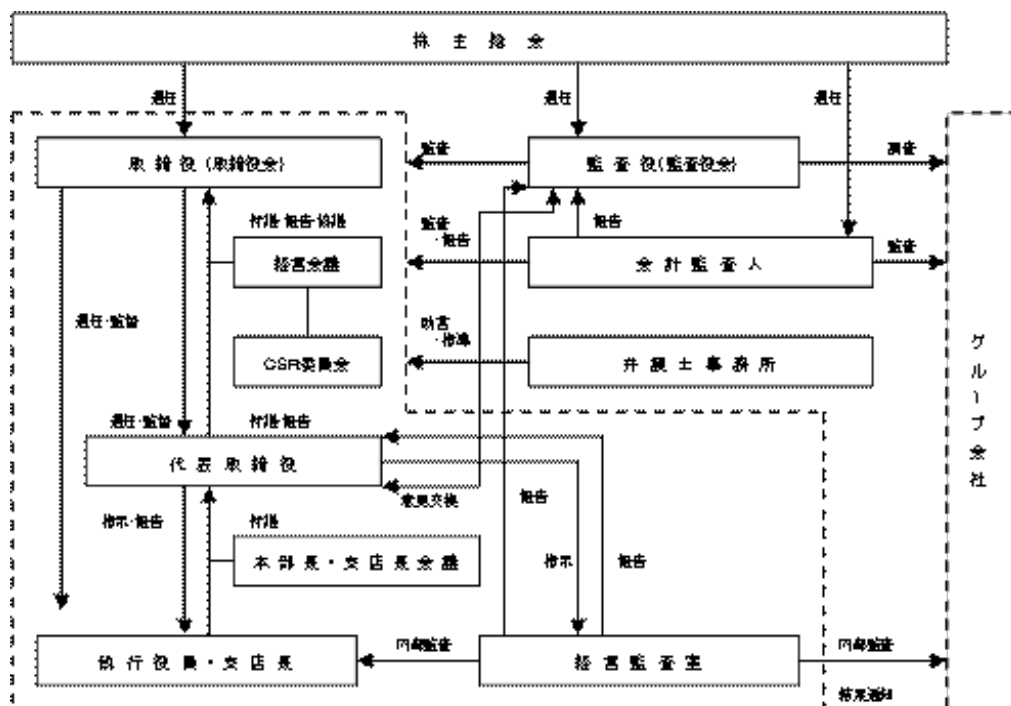 株主総会
選任
選任
選任
取締役(取締役会)
監査
監査役(監査役会)
調査
付議・報告・協議
監査
・報告
報告
経営会議
会計監査人
監査
選任・監督
助言
・指導
CSR委員会
弁護士事務所
グループ会社
選任・監督
付議・報告
代表取締役
意見交換
報告
指示・報告
付議
本部長・支店長会議
指示
報告
執行役員・支店長
内部監査
経営監査室
内部監査
結果通知